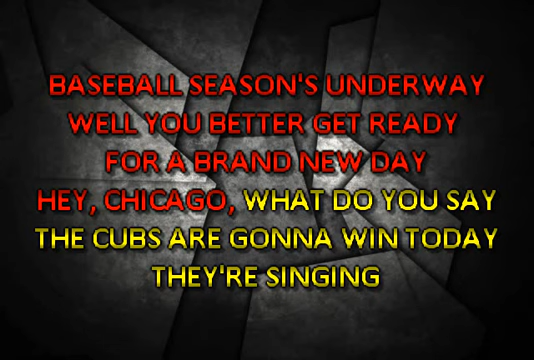 BASEBALL SEASON'S UNDERWAY
WELL YOU BETTER GET READY
FOR A BRAND NEW DAY
HEY, CHICAGO, WHAT DO YOU SAY
THE CUBS ARE GONNA WIN TODAY
THEY'RE SINGING